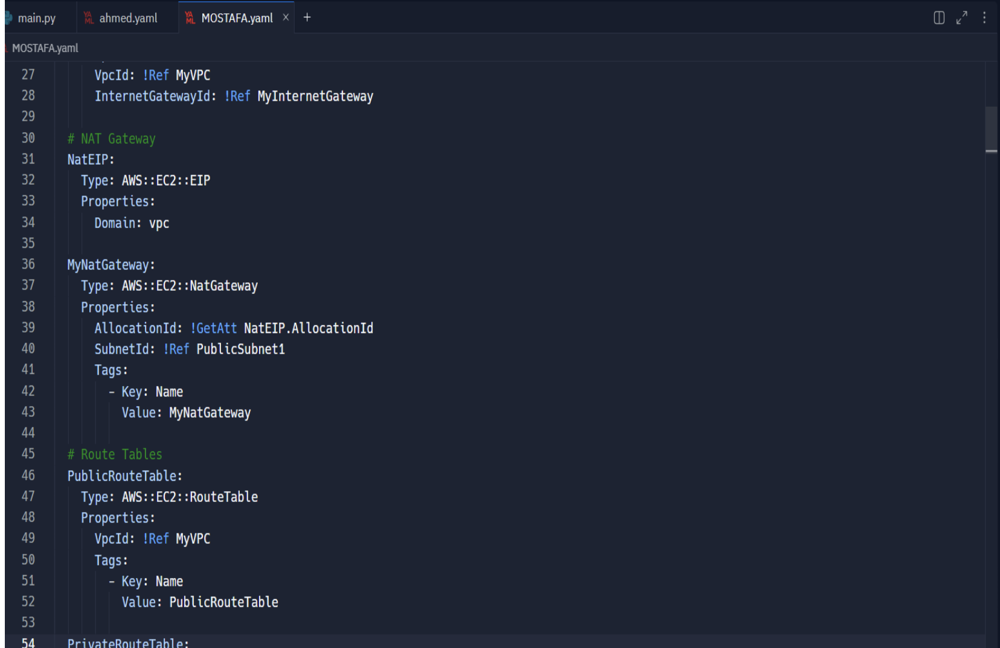 main.py YAML ahmed.yaml YAML MOSTAFA.yaml × +
MOSTAFA.yaml
27 VpcId: !Ref MyVPC
28 InternetGatewayId: !Ref MyInternetGateway
29
30 # NAT Gateway
31 NatEIP:
32 Type: AWS::EC2::EIP
33 Properties:
34 Domain: vpc
35
36 MyNatGateway:
37 Type: AWS::EC2::NatGateway
38 Properties:
39 AllocationId: !GetAtt NatEIP.AllocationId
40 SubnetId: !Ref PublicSubnet1
41 Tags:
42 - Key: Name
43 Value: MyNatGateway
44
45 # Route Tables
46 PublicRouteTable:
47 Type: AWS::EC2::RouteTable
48 Properties:
49 VpcId: !Ref MyVPC
50 Tags:
51 - Key: Name
52 Value: PublicRouteTable
53
54 PrivateRouteTable: